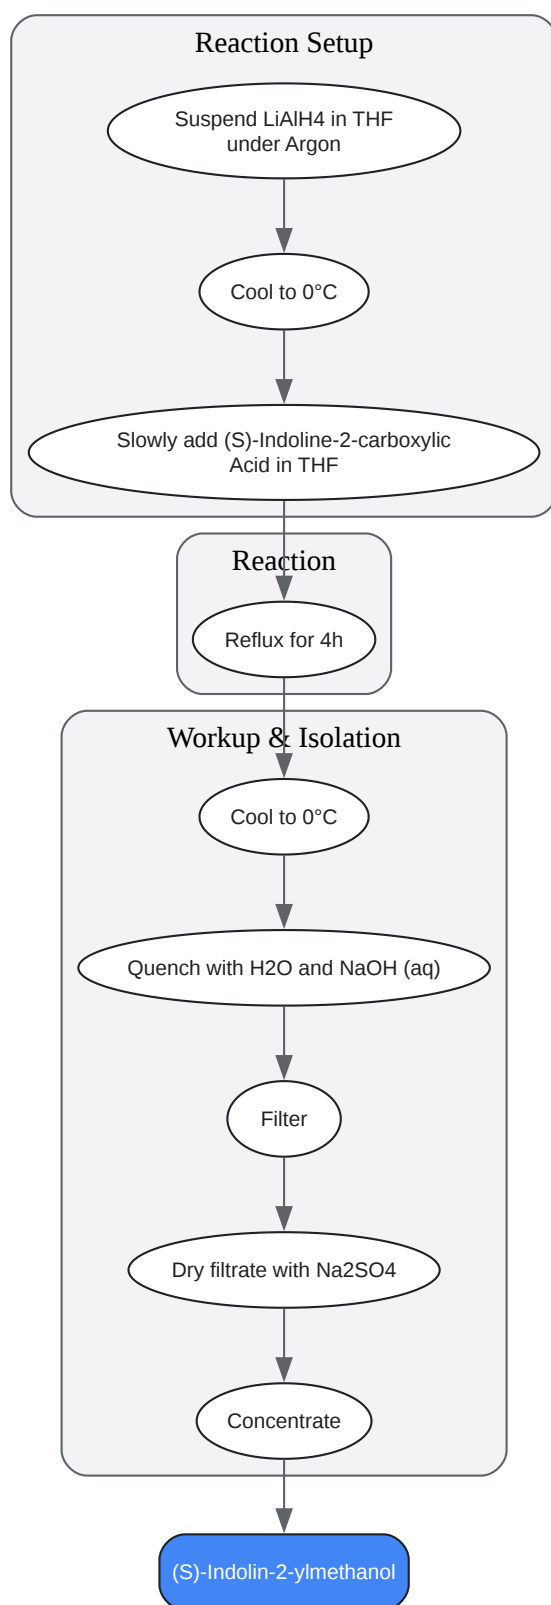 Reaction Setup
Suspend LiAlH4 in THF
under Argon
Cool to 0°C
Slowly add (S)-Indoline-2-carboxylic
Acid in THF
Reaction
Reflux for 4h
Workup & Isolation
Cool to 0°C
Quench with H2O and NaOH (aq)
Filter
Dry filtrate with Na2SO4
Concentrate
(S)-Indolin-2-ylmethanol